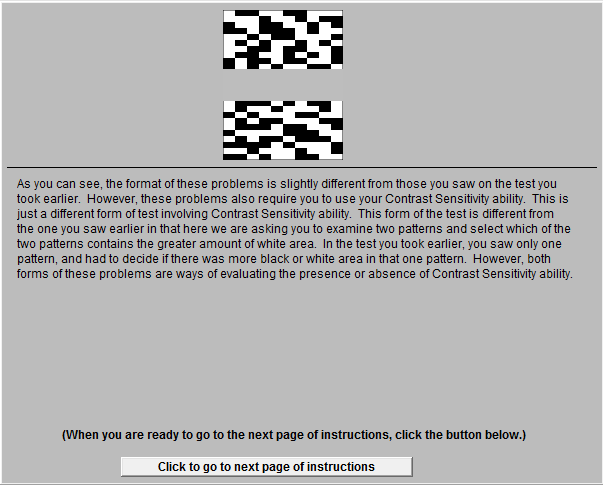 As you can see, the format of these problems is slightly different from those you saw on the test you
took earlier.  However, these problems also require you to use your Contrast Sensitivity ability.  This is
just a different form of test involving Contrast Sensitivity ability.  This form of the test is different from
the one you saw earlier in that here we are asking you to examine two patterns and select which of the
two patterns contains the greater amount of white area.  In the test you took earlier, you saw only one
pattern, and had to decide if there was more black or white area in that one pattern.  However, both
forms of these problems are ways of evaluating the presence or absence of Contrast Sensitivity ability.
(When you are ready to go to the next page of instructions, click the button below.)
Click to go to next page of instructions